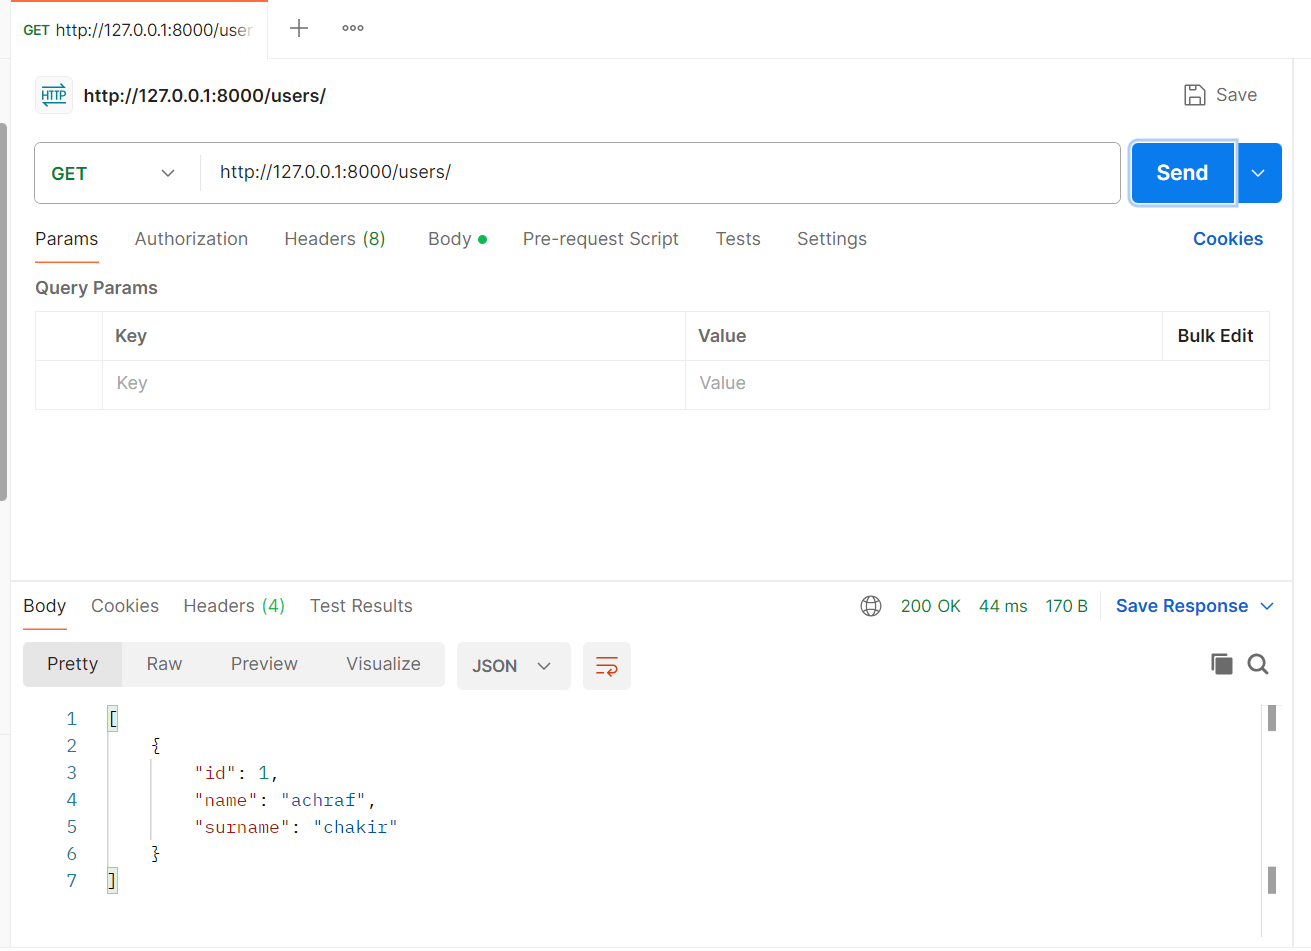 GET http://127.0.0.1:8000/user
HTTP http://127.0.0.1:8000/users/
Save
GET http://127.0.0.1:8000/users/
Send
Params Authorization Headers (8) Body Pre-request Script Tests Settings Cookies
Query Params
Key Value Bulk Edit
Key Value
Body Cookies Headers (4) Test Results 200 OK 44 ms 170 B Save Response
Pretty Raw Preview Visualize JSON
1 [
2 {
3 "id": 1,
4 "name": "achraf",
5 "surname": "chakir"
6 }
7 ]